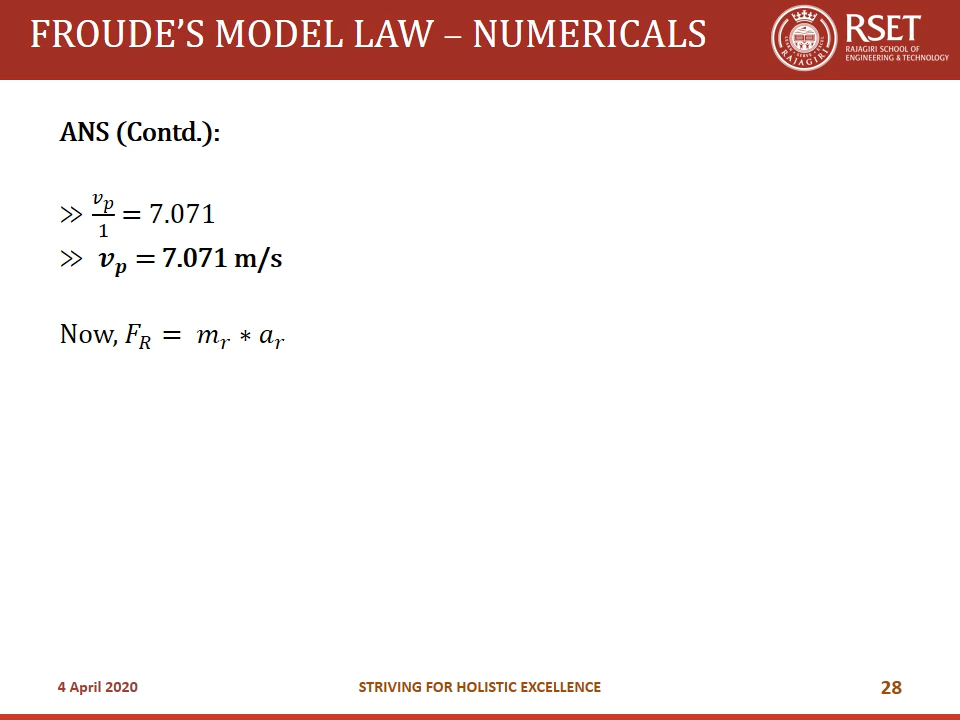 FROUDE'S MODEL LAW – NUMERICALS
RSET
RAJAGIRI SCHOOL OF
ENGINEERING & TECHNOLOGY
RAJAGIRI
ANS (Contd.):
≫ v_p/1 = 7.071
≫ v_p = 7.071 m/s
Now, F_R = m_r ∗ a_r
4 April 2020
STRIVING FOR HOLISTIC EXCELLENCE
28